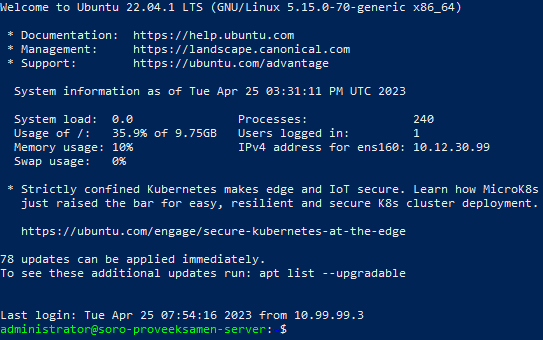 Welcome to Ubuntu 22.04.1 LTS (GNU/Linux 5.15.0-70-generic x86_64)
* Documentation: https://help.ubuntu.com
* Management: https://landscape.canonical.com
* Support: https://ubuntu.com/advantage
System information as of Tue Apr 25 03:31:11 PM UTC 2023
System load: 0.0 Processes: 240
Usage of /: 35.9% of 9.75GB Users logged in: 1
Memory usage: 10% IPv4 address for ens160: 10.12.30.99
Swap usage: 0%
* Strictly confined Kubernetes makes edge and IoT secure. Learn how MicroK8s
just raised the bar for easy, resilient and secure K8s cluster deployment.
https://ubuntu.com/engage/secure-kubernetes-at-the-edge
78 updates can be applied immediately.
To see these additional updates run: apt list --upgradable
Last login: Tue Apr 25 07:54:16 2023 from 10.99.99.3
administrator@soro-proveeksamen-server: $